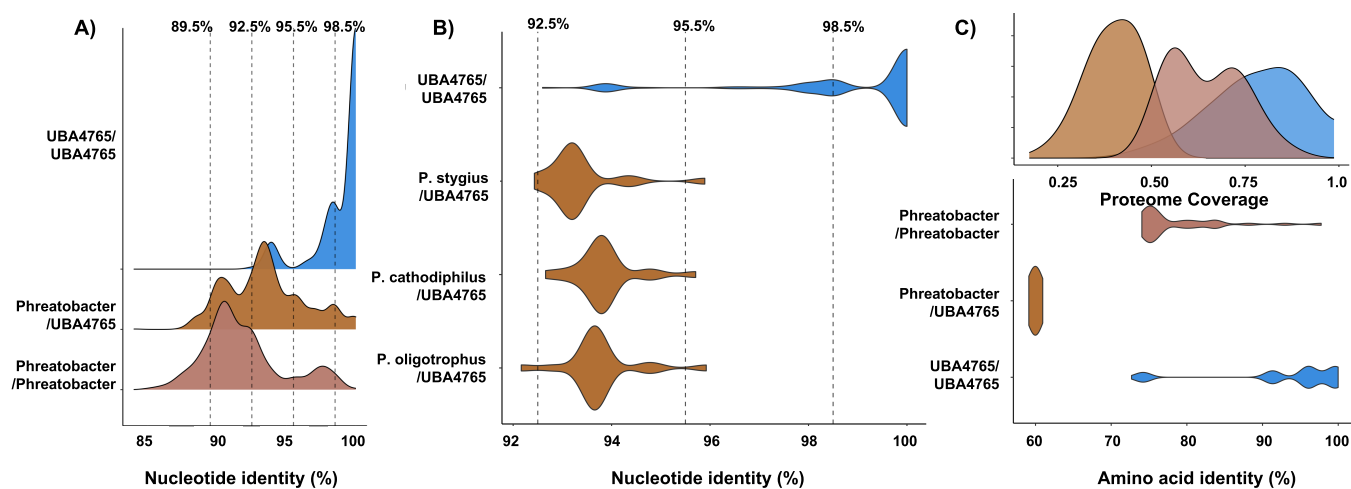 A)
89.5% 92.5% 95.5% 98.5%
UBA4765/
UBA4765
Phreatobacter
/UBA4765
Phreatobacter
/Phreatobacter
85 90 95 100
Nucleotide identity (%)
B)
92.5% 95.5% 98.5%
UBA4765/
UBA4765
P. stygius
/UBA4765
P. cathodiphilus
/UBA4765
P. oligotrophus
/UBA4765
92 94 96 98 100
Nucleotide identity (%)
C)
0.25 0.50 0.75 1.0
Proteome Coverage
Phreatobacter
/Phreatobacter
Phreatobacter
/UBA4765
UBA4765/
UBA4765
60 70 80 90 100
Amino acid identity (%)